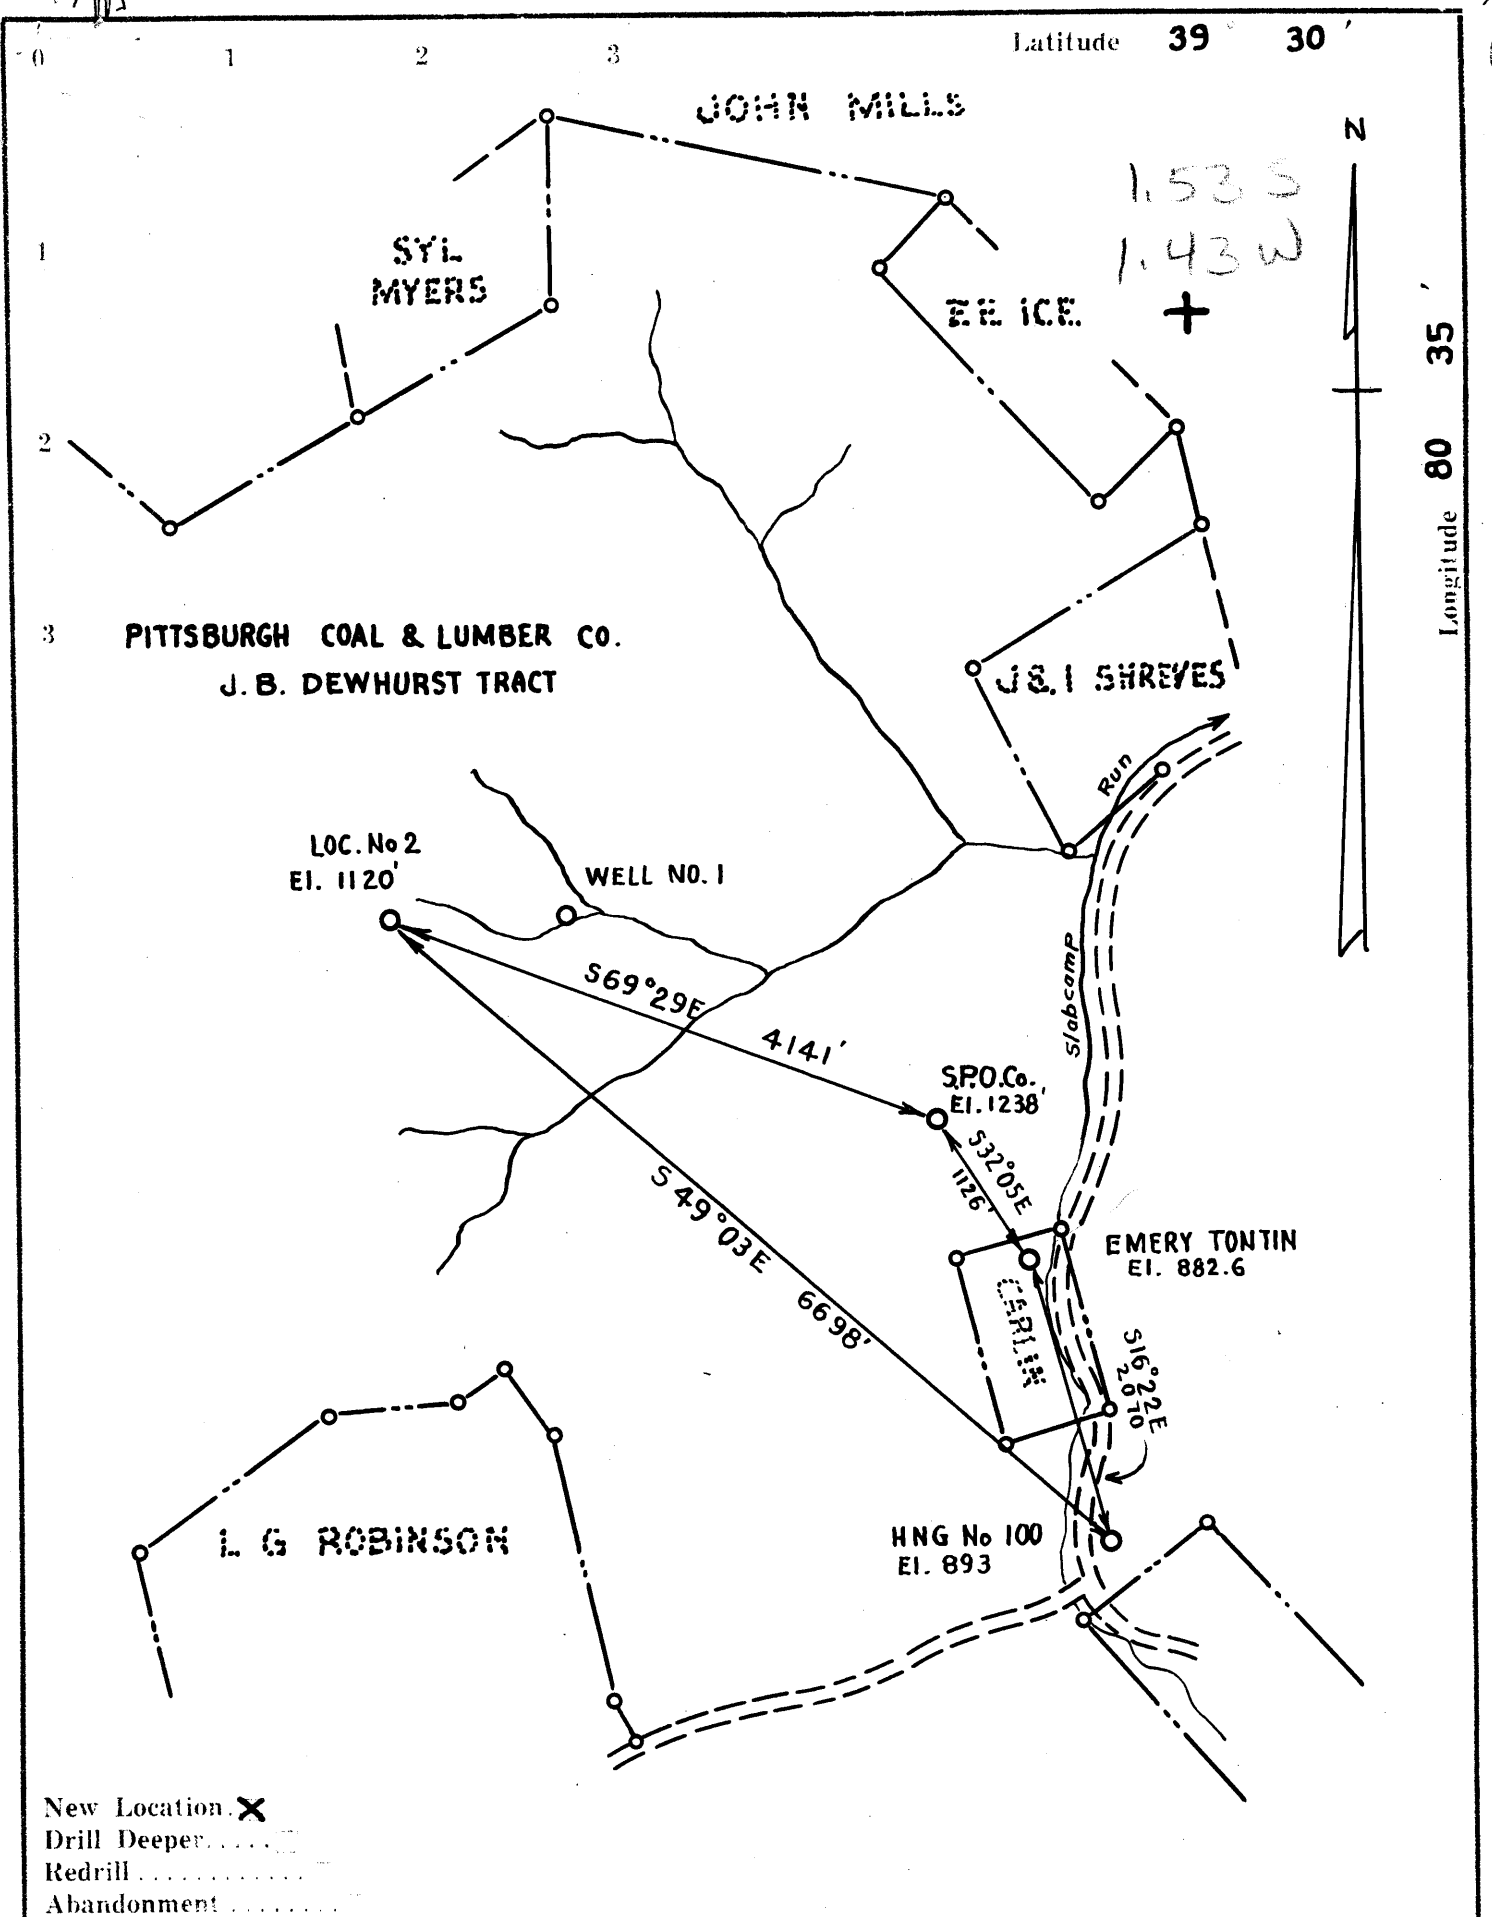 0 1 2 3 Latitude 39° 30'
JOHN MILLS
N
1.53 S
1.43 W
1
SYL
MYERS
E.E. ICE
+
Longitude 80 35'
2
3
PITTSBURGH COAL & LUMBER CO.
J.B. DEWHURST TRACT
J & I SHREVES
Run
LOC. No 2
El. 1120'
WELL NO. 1
Slabcamp
S69°29E
4141'
S.P.O.Co.
El. 1238'
S32°05E
1126'
S49°03E 6698'
EMERY TONTIN
El. 882.6
CARLIN
S16°22E
2070
HNG No 100
El. 893
L G ROBINSON
New Location. X
Drill Deeper.....
Redrill............
Abandonment........